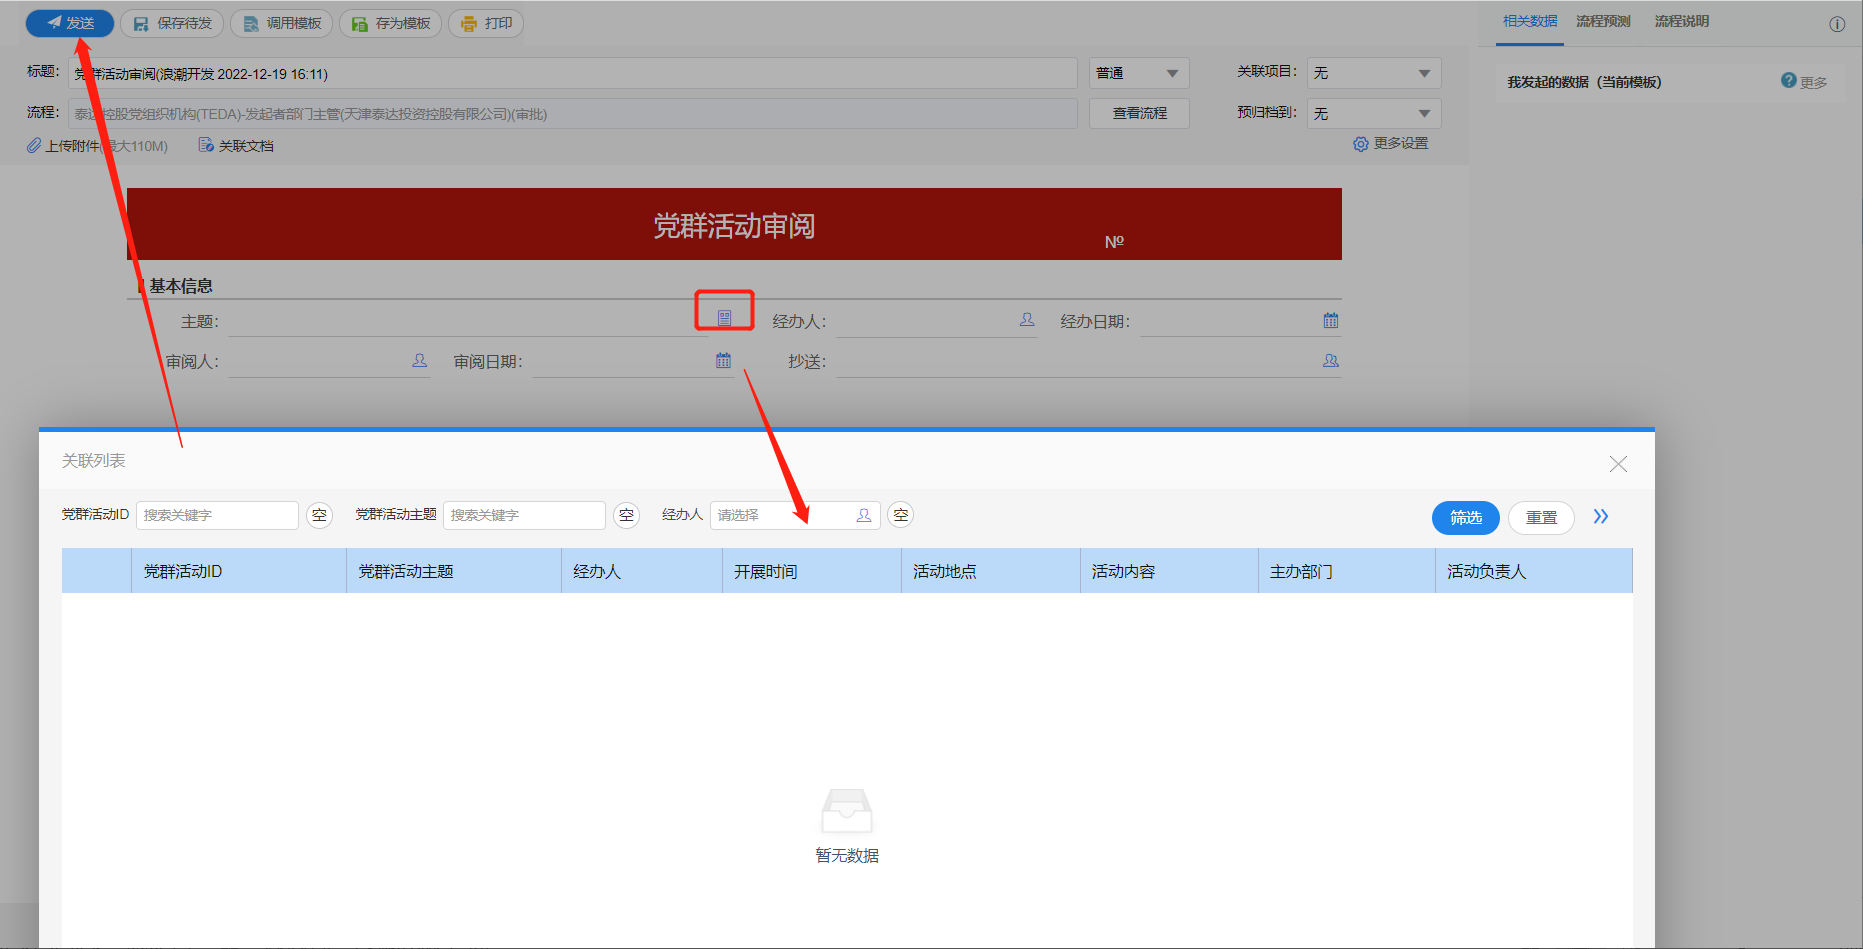 发送 保存待发 调用模板 存为模板 打印 相关数据 流程预测 流程说明
标题: 党群活动审阅(浪潮开发 2022-12-19 16:11) 普通 关联项目: 无
我发起的数据（当前模板） 更多
流程: 泰达控股党组织机构(TEDA)-发起者部门主管(天津泰达投资控股有限公司)(审批) 查看流程 预归档到: 无
上传附件(最大110M) 关联文档 更多设置
党群活动审阅
№
基本信息
主题: 经办人: 经办日期:
审阅人: 审阅日期: 抄送:
关联列表
党群活动ID 搜索关键字 空 党群活动主题 搜索关键字 空 经办人 请选择 空 筛选 重置
党群活动ID 党群活动主题 经办人 开展时间 活动地点 活动内容 主办部门 活动负责人
暂无数据